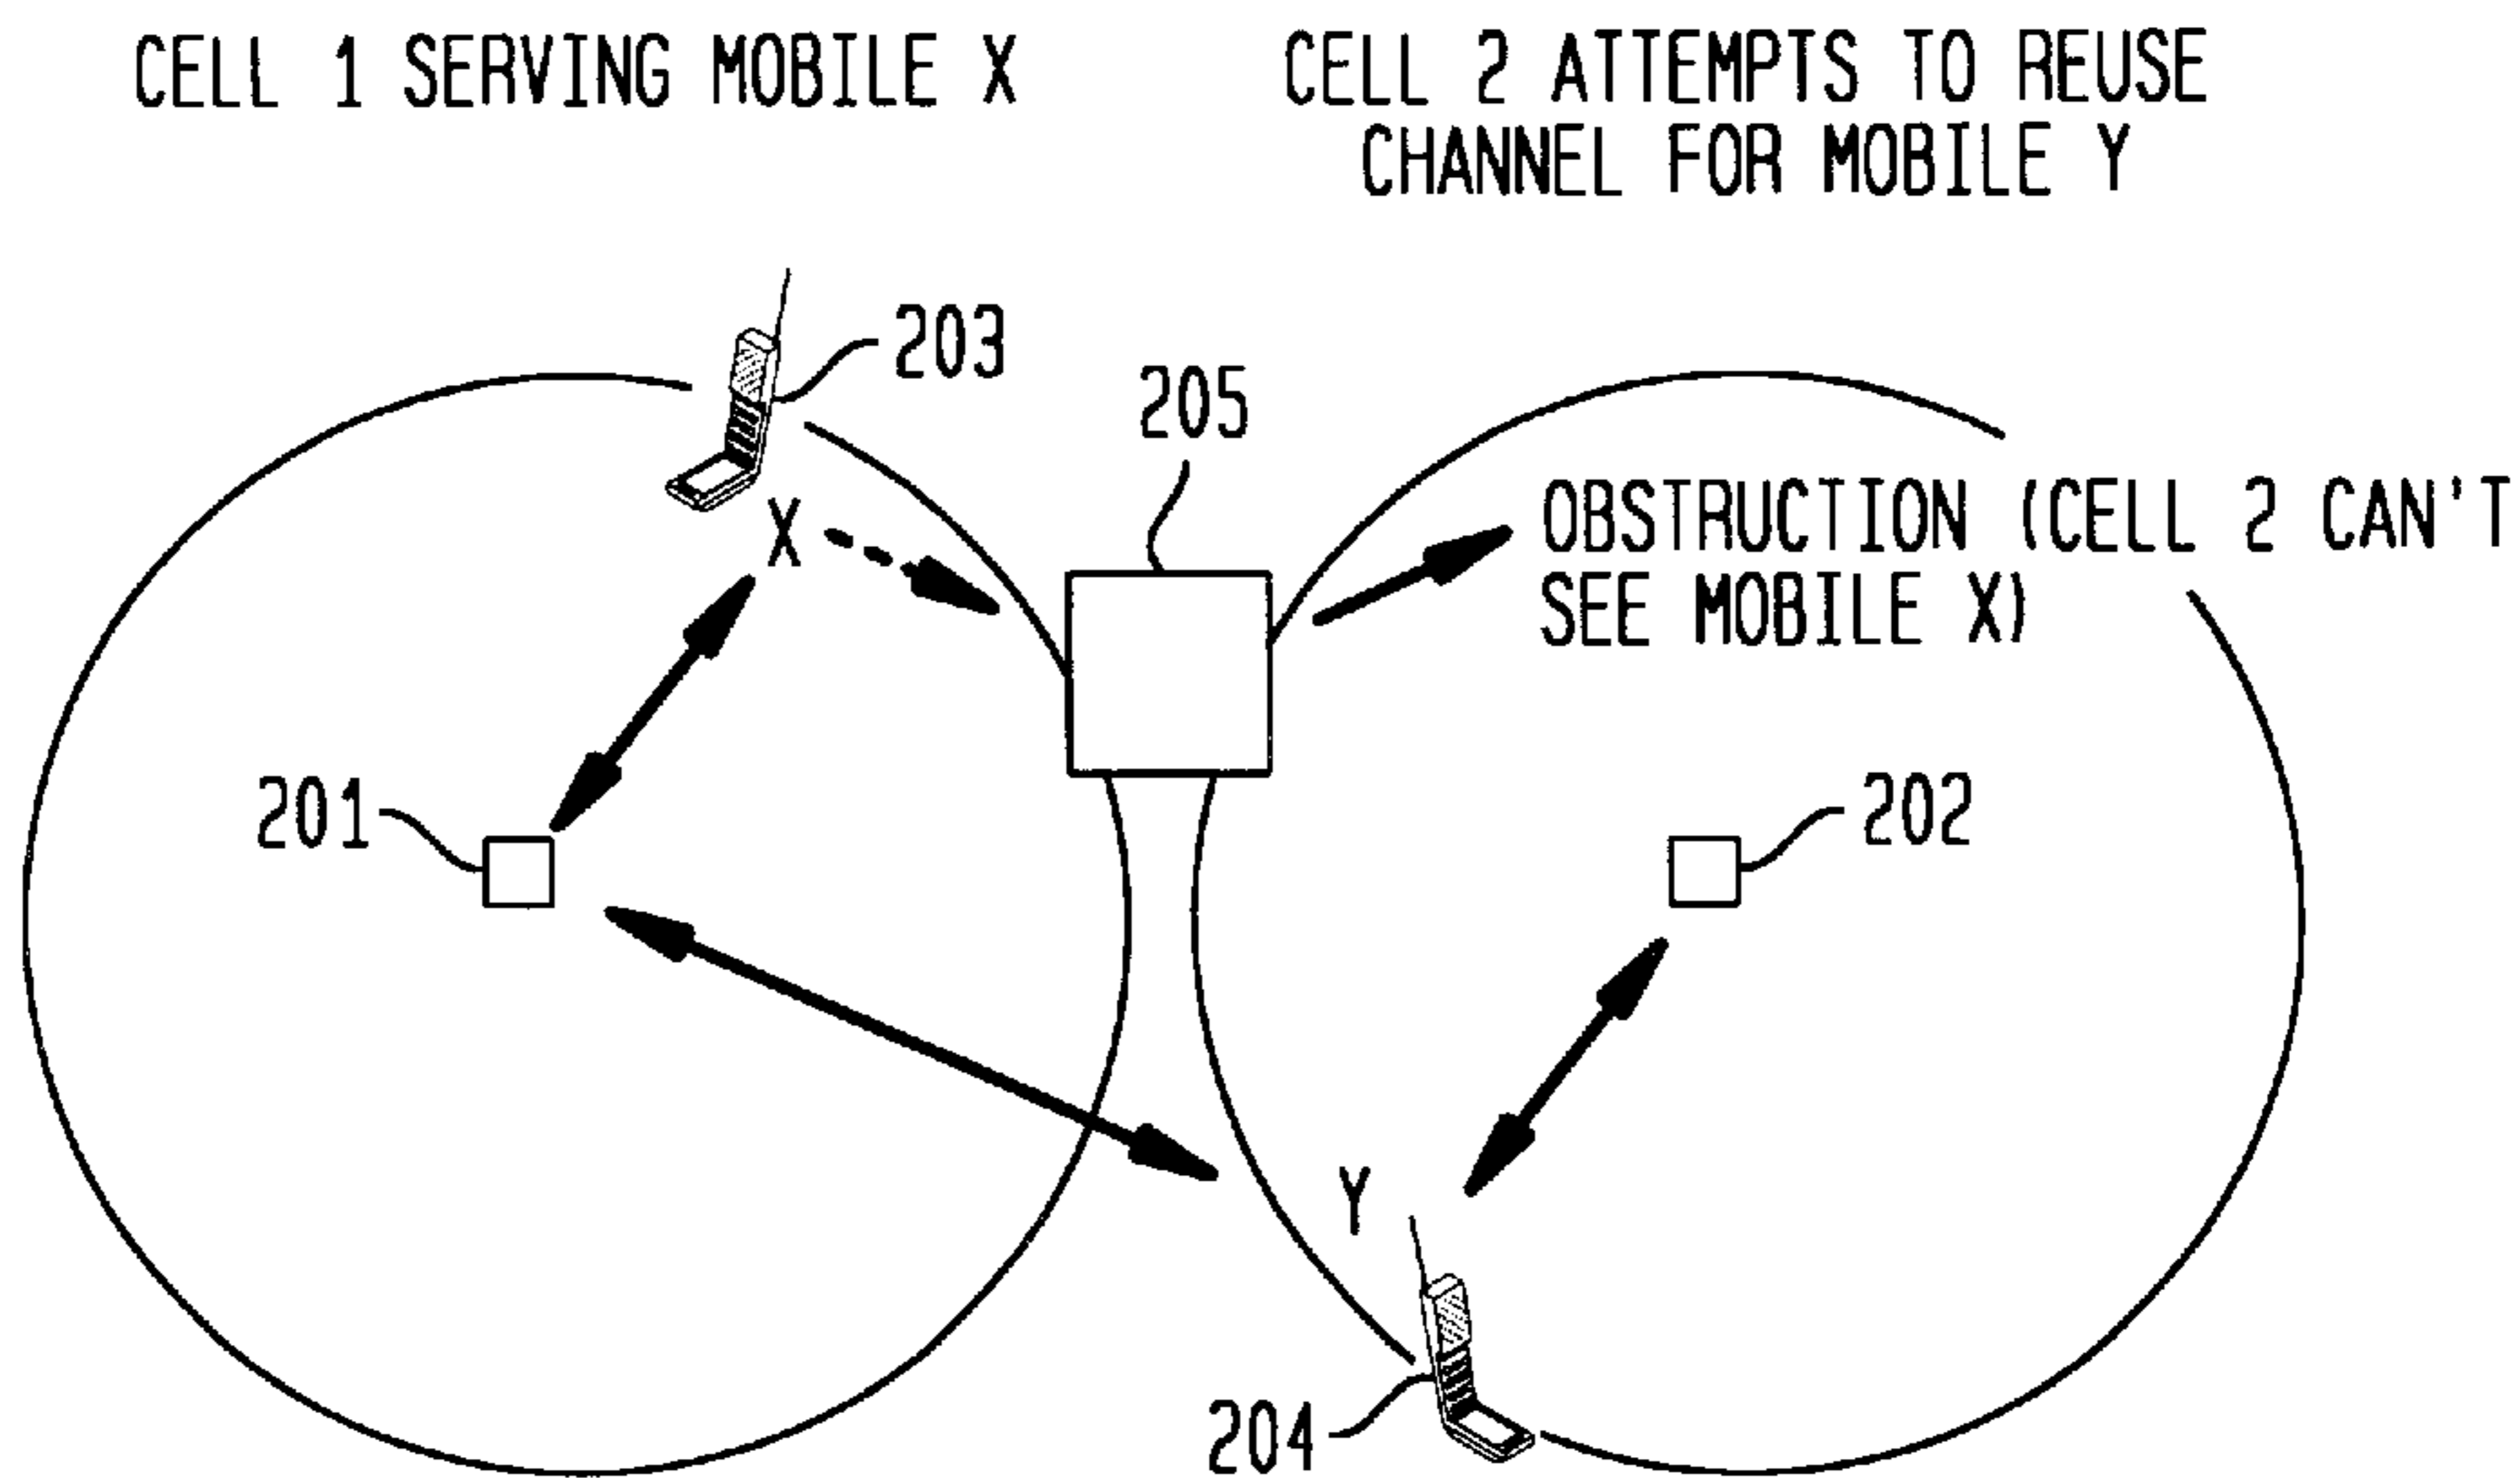 CELL 1 SERVING MOBILE X
CELL 2 ATTEMPTS TO REUSE
CHANNEL FOR MOBILE Y
203
205
OBSTRUCTION (CELL 2 CAN'T
SEE MOBILE X)
X
201
202
Y
204